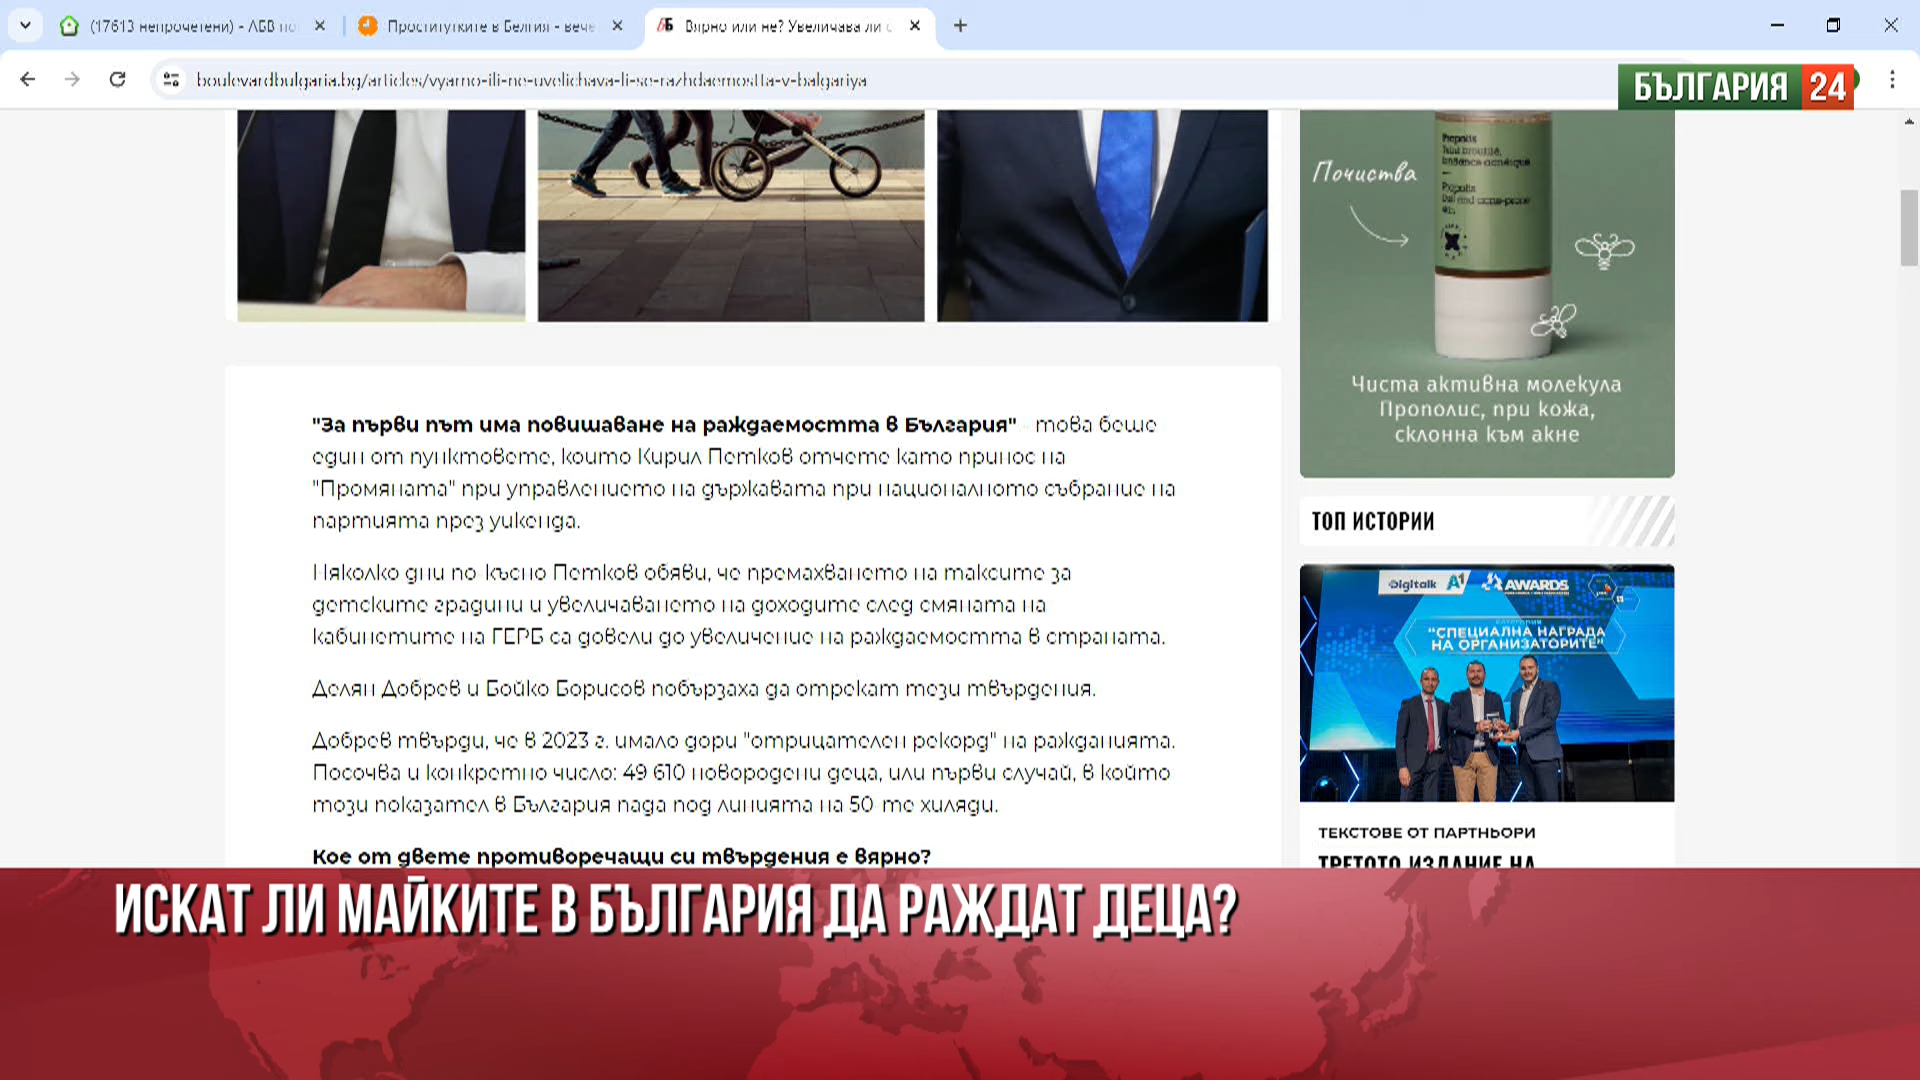 (17613 непрочетени) - АБВ по
Проститутките в Белгия - вече
Вярно или не? Увеличава ли с
boulevardbulgaria.bg/articles/vyarno-ili-ne-uvelichava-li-se-razhdaemostta-v-balgariya
БЪЛГАРИЯ 24
"За първи път има повишаване на раждаемостта в България" - това беше
един от пунктовете, които Кирил Петков отчете като принос на
"Промяната" при управлението на държавата при националното събрание на
партията през уикенда.
Няколко дни по-късно Петков обяви, че премахването на таксите за
детските градини и увеличаването на доходите след смяната на
кабинетите на ГЕРБ са довели до увеличение на раждаемостта в страната.
Делян Добрев и Бойко Борисов побързаха да отрекат тези твърдения.
Добрев твърди, че в 2023 г. имало дори "отрицателен рекорд" на ражданията.
Посочва и конкретно число: 49 610 новородени деца, или първи случай, в който
този показател в България пада под линията на 50-те хиляди.
Кое от двете противоречащи си твърдения е вярно?
Почиства
Propolis
Propolis
Чиста активна молекула
Прополис, при кожа,
склонна към акне
ТОП ИСТОРИИ
Digitalk A1 AWARDS
"СПЕЦИАЛНА НАГРАДА
НА ОРГАНИЗАТОРИТЕ"
ТЕКСТОВЕ ОТ ПАРТНЬОРИ
ТРЕТОТО ИЗДАНИЕ НА
ИСКАТ ЛИ МАЙКИТЕ В БЪЛГАРИЯ ДА РАЖДАТ ДЕЦА?